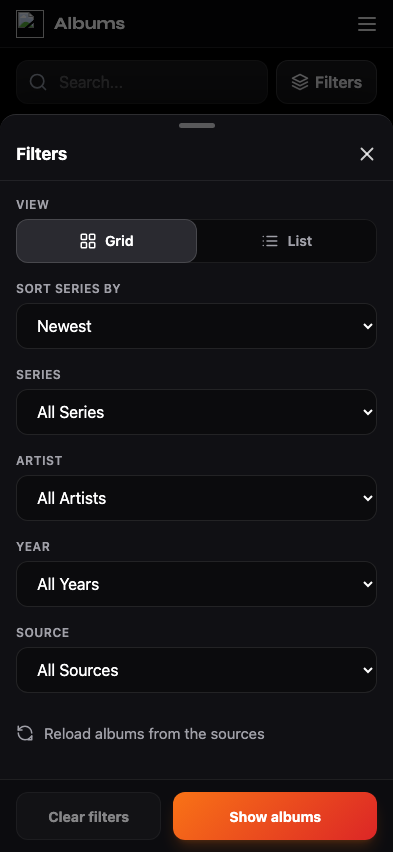 Albums
Search...
Filters
Filters
VIEW
Grid
List
SORT SERIES BY
Newest
SERIES
All Series
ARTIST
All Artists
YEAR
All Years
SOURCE
All Sources
Reload albums from the sources
Clear filters
Show albums